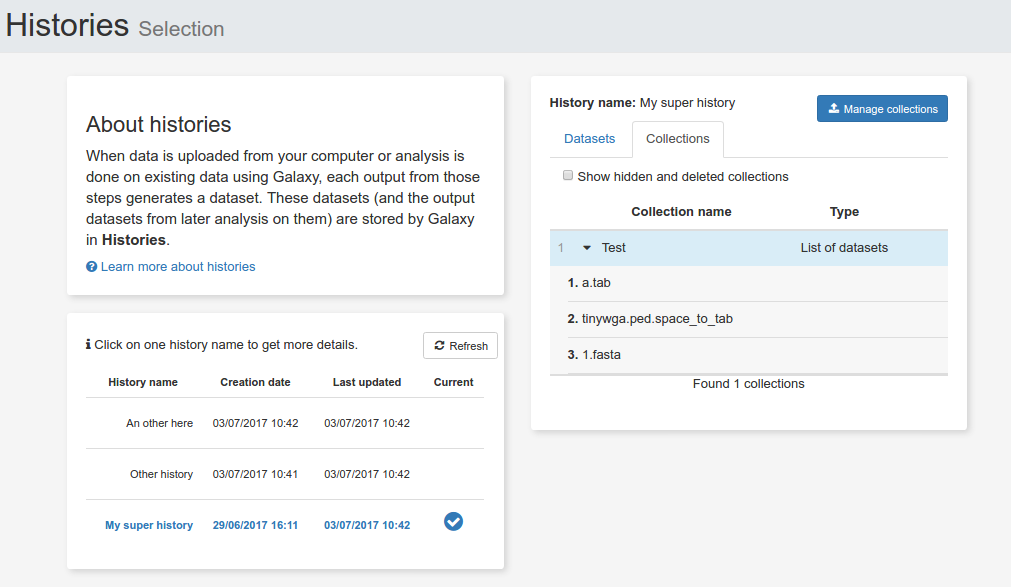 Histories Selection
About histories
When data is uploaded from your computer or analysis is
done on existing data using Galaxy, each output from those
steps generates a dataset. These datasets (and the output
datasets from later analysis on them) are stored by Galaxy
in Histories.
Learn more about histories
Click on one history name to get more details.
Refresh
History name Creation date Last updated Current
An other here 03/07/2017 10:42 03/07/2017 10:42
Other history 03/07/2017 10:41 03/07/2017 10:42
My super history 29/06/2017 16:11 03/07/2017 10:42
History name: My super history
Manage collections
Datasets Collections
Show hidden and deleted collections
Collection name Type
1 Test List of datasets
1. a.tab
2. tinywga.ped.space_to_tab
3. 1.fasta
Found 1 collections